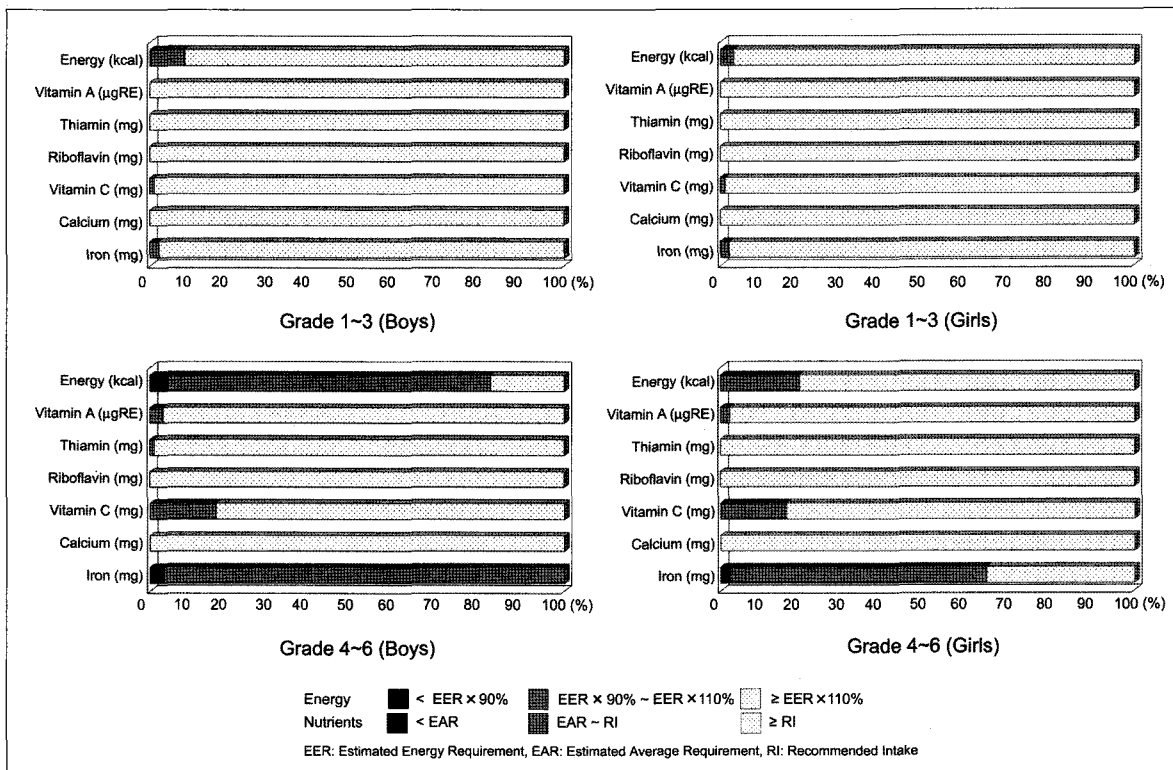 Energy (kcal)
Vitamin A (µgRE)
Thiamin (mg)
Riboflavin (mg)
Vitamin C (mg)
Calcium (mg)
Iron (mg)
0 10 20 30 40 50 60 70 80 90 100 (%)
Grade 1~3 (Boys)
Energy (kcal)
Vitamin A (µgRE)
Thiamin (mg)
Riboflavin (mg)
Vitamin C (mg)
Calcium (mg)
Iron (mg)
0 10 20 30 40 50 60 70 80 90 100 (%)
Grade 1~3 (Girls)
Energy (kcal)
Vitamin A (µgRE)
Thiamin (mg)
Riboflavin (mg)
Vitamin C (mg)
Calcium (mg)
Iron (mg)
0 10 20 30 40 50 60 70 80 90 100 (%)
Grade 4~6 (Boys)
Energy (kcal)
Vitamin A (µgRE)
Thiamin (mg)
Riboflavin (mg)
Vitamin C (mg)
Calcium (mg)
Iron (mg)
0 10 20 30 40 50 60 70 80 90 100 (%)
Grade 4~6 (Girls)
Energy < EER × 90% EER × 90% ~ EER × 110% ≥ EER × 110%
Nutrients < EAR EAR ~ RI ≥ RI
EER: Estimated Energy Requirement, EAR: Estimated Average Requirement, RI: Recommended Intake